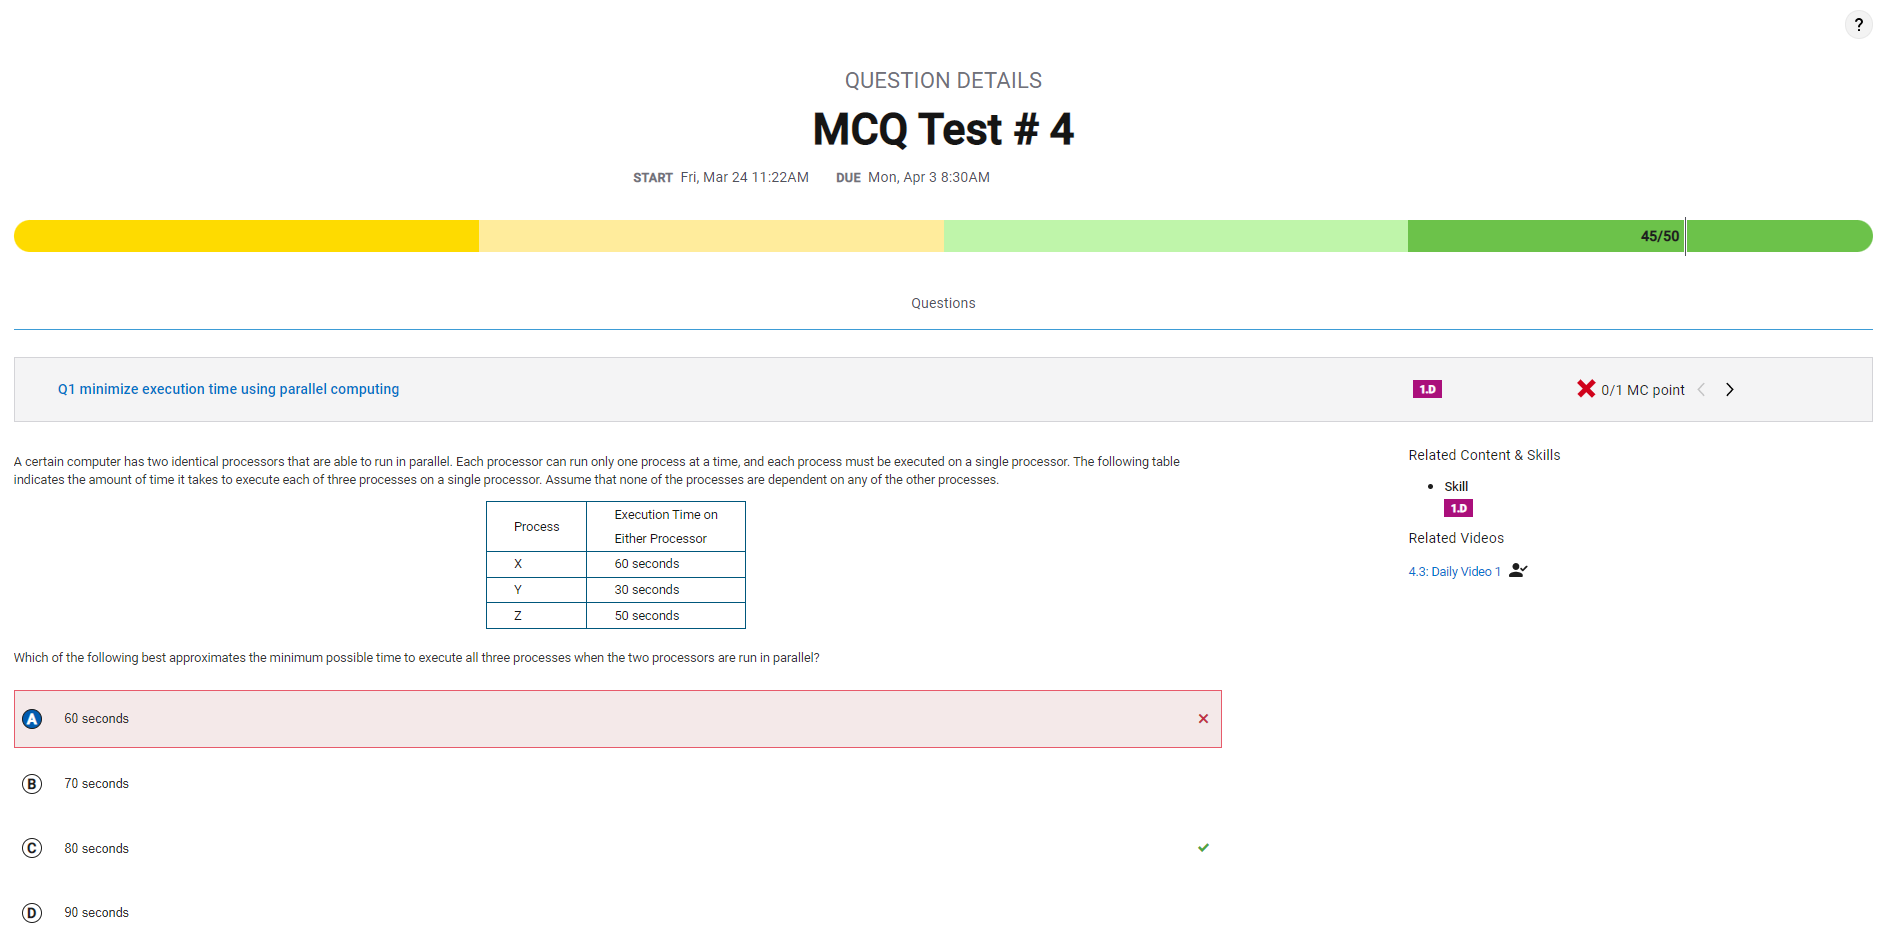 ?
QUESTION DETAILS
MCQ Test # 4
START Fri, Mar 24 11:22AM DUE Mon, Apr 3 8:30AM
45/50
Questions
Q1 minimize execution time using parallel computing 1.D 0/1 MC point
A certain computer has two identical processors that are able to run in parallel. Each processor can run only one process at a time, and each process must be executed on a single processor. The following table
indicates the amount of time it takes to execute each of three processes on a single processor. Assume that none of the processes are dependent on any of the other processes.
Process
Execution Time on
Either Processor
X 60 seconds
Y 30 seconds
Z 50 seconds
Which of the following best approximates the minimum possible time to execute all three processes when the two processors are run in parallel?
A 60 seconds
B 70 seconds
C 80 seconds
D 90 seconds
Related Content & Skills
Skill
1.D
Related Videos
4.3: Daily Video 1